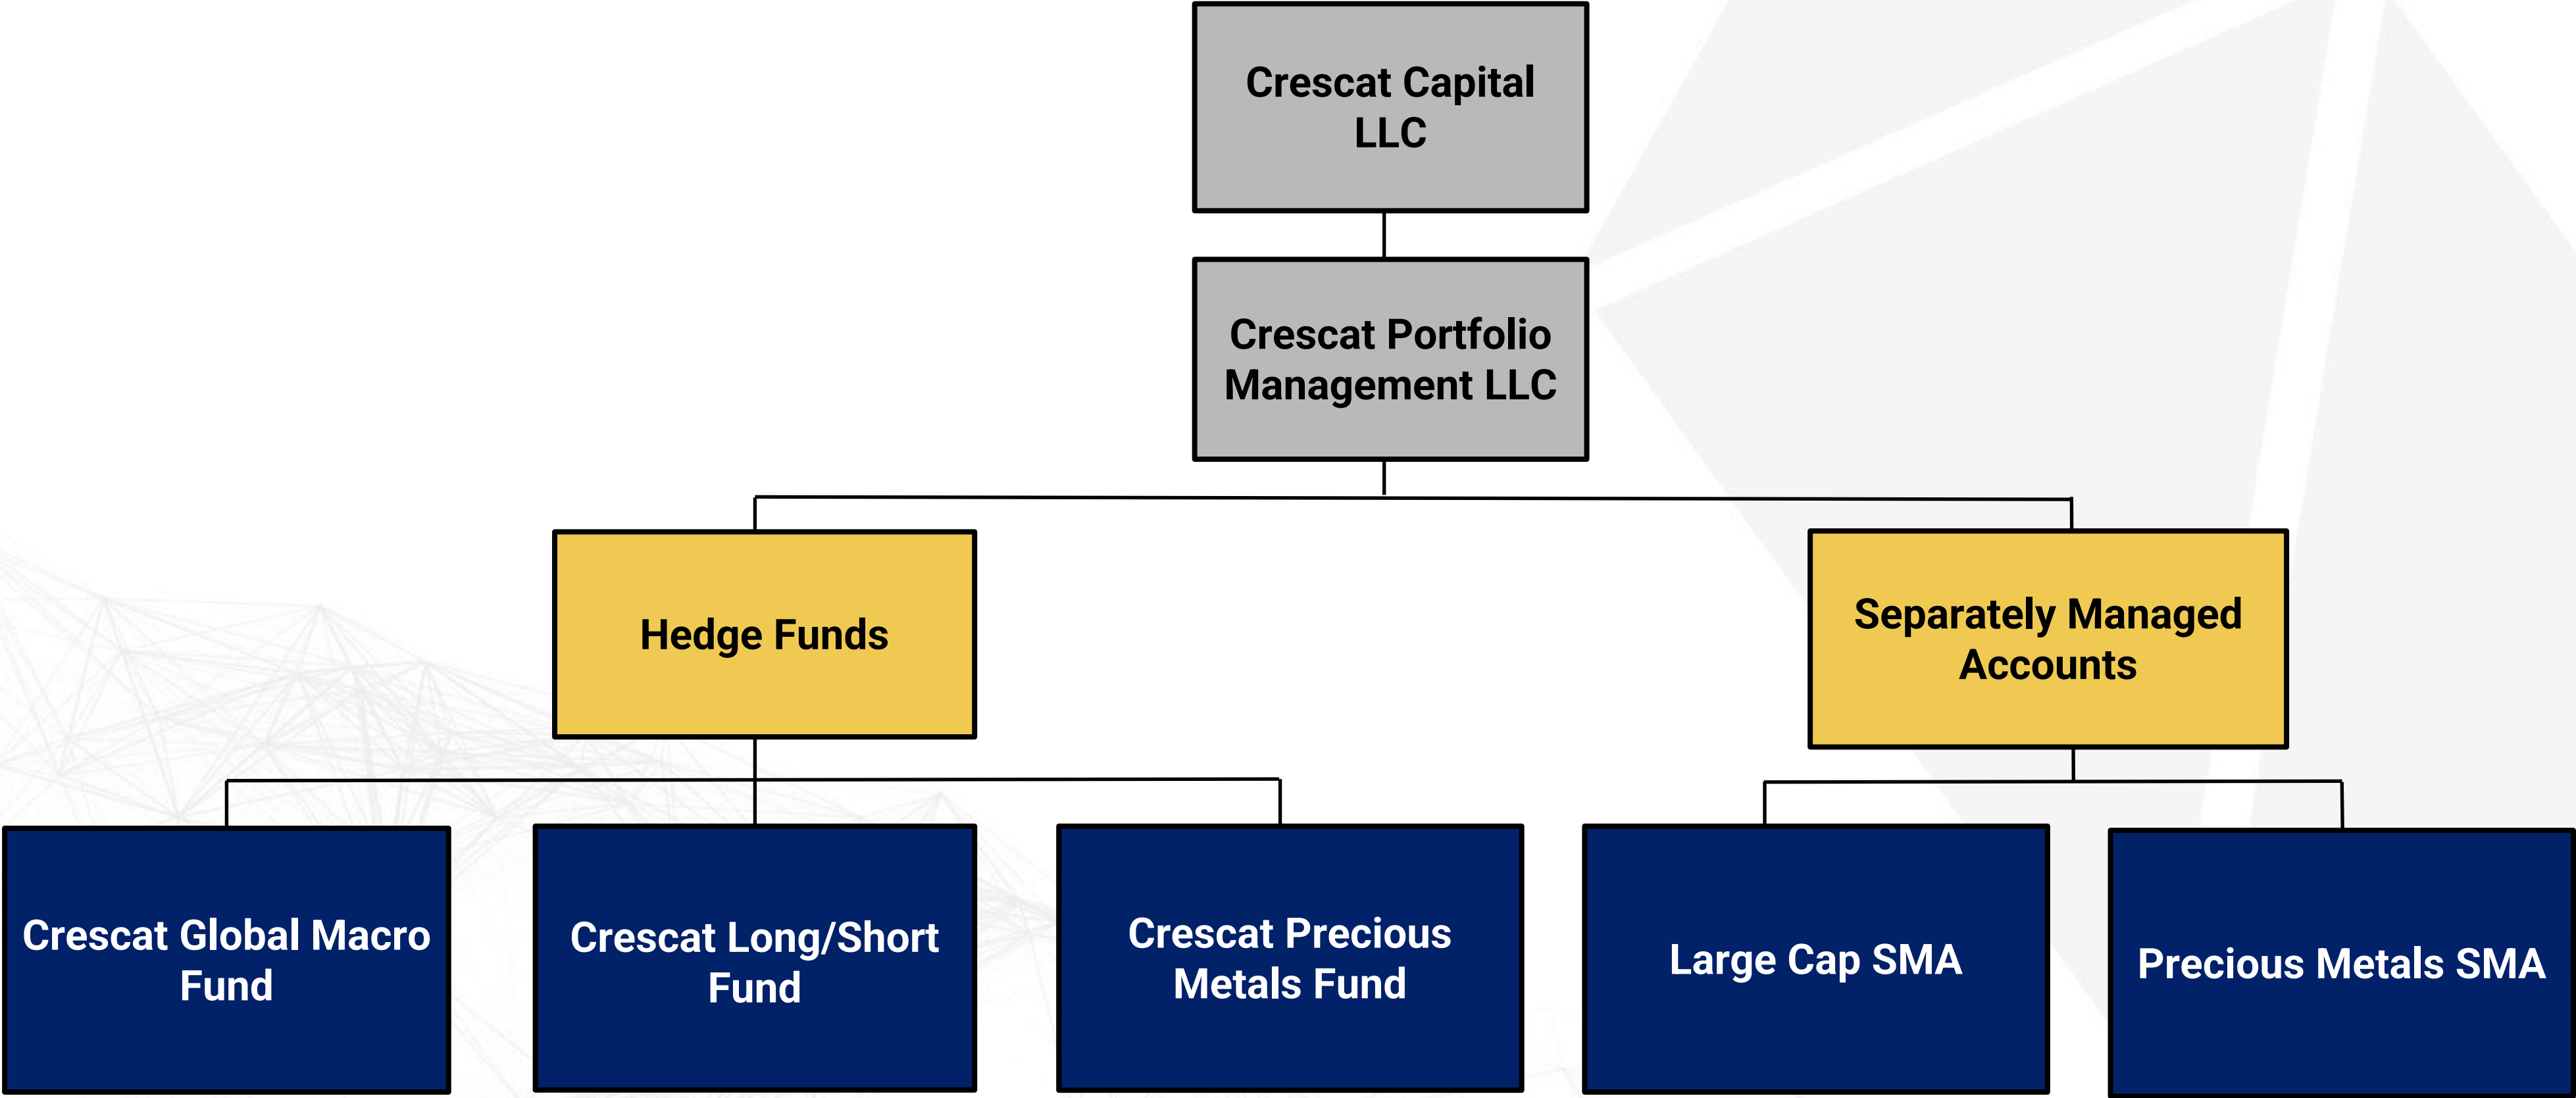 Crescat Capital
LLC
Crescat Portfolio
Management LLC
Hedge Funds
Separately Managed
Accounts
Crescat Global Macro
Fund
Crescat Long/Short
Fund
Crescat Precious
Metals Fund
Large Cap SMA
Precious Metals SMA